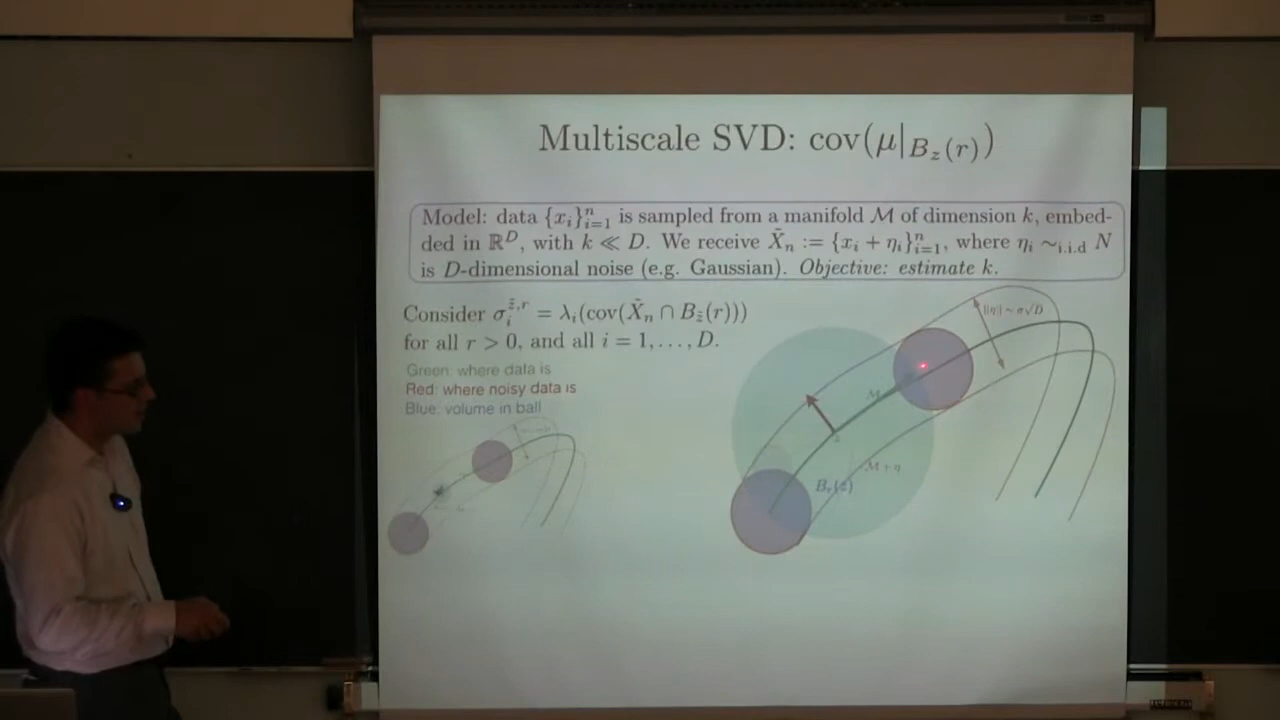 Multiscale SVD: cov(μ|_{B_z(r)})
Model: data {x_i}_{i=1}^n is sampled from a manifold ℳ of dimension k, embed-
ded in ℝ^D, with k ≪ D. We receive X̃_n := {x_i + η_i}_{i=1}^n, where η_i ∼_{i.i.d} N
is D-dimensional noise (e.g. Gaussian). Objective: estimate k.
Consider σ_i^{z̃,r} = λ_i(cov(X̃_n ∩ B_{z̃}(r)))
for all r > 0, and all i = 1, . . . , D.
Green: where data is
Red: where noisy data is
Blue: volume in ball
||η|| ∼ σ√D
ℳ
ℳ + η
B_r(z)